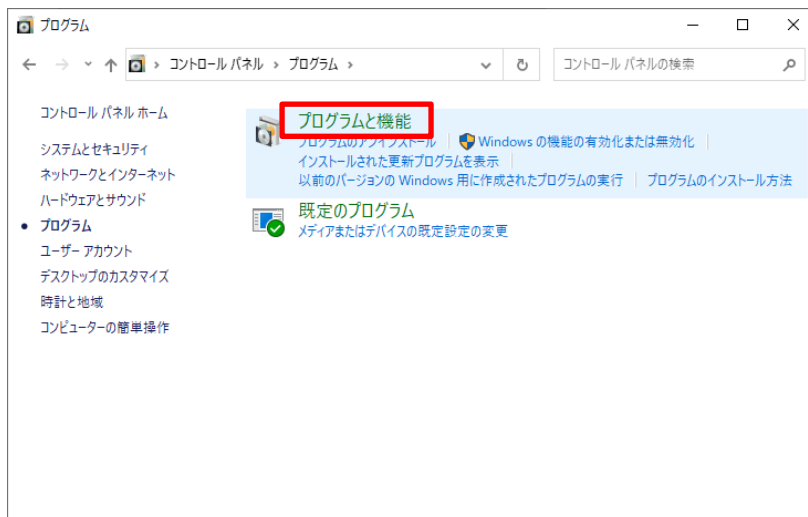 プログラム
コントロール パネル › プログラム ›
コントロール パネルの検索
コントロール パネル ホーム
システムとセキュリティ
ネットワークとインターネット
ハードウェアとサウンド
プログラム
ユーザー アカウント
デスクトップのカスタマイズ
時計と地域
コンピューターの簡単操作
プログラムと機能
プログラムのアンインストール Windows の機能の有効化または無効化
インストールされた更新プログラムを表示
以前のバージョンの Windows 用に作成されたプログラムの実行 プログラムのインストール方法
既定のプログラム
メディアまたはデバイスの既定設定の変更